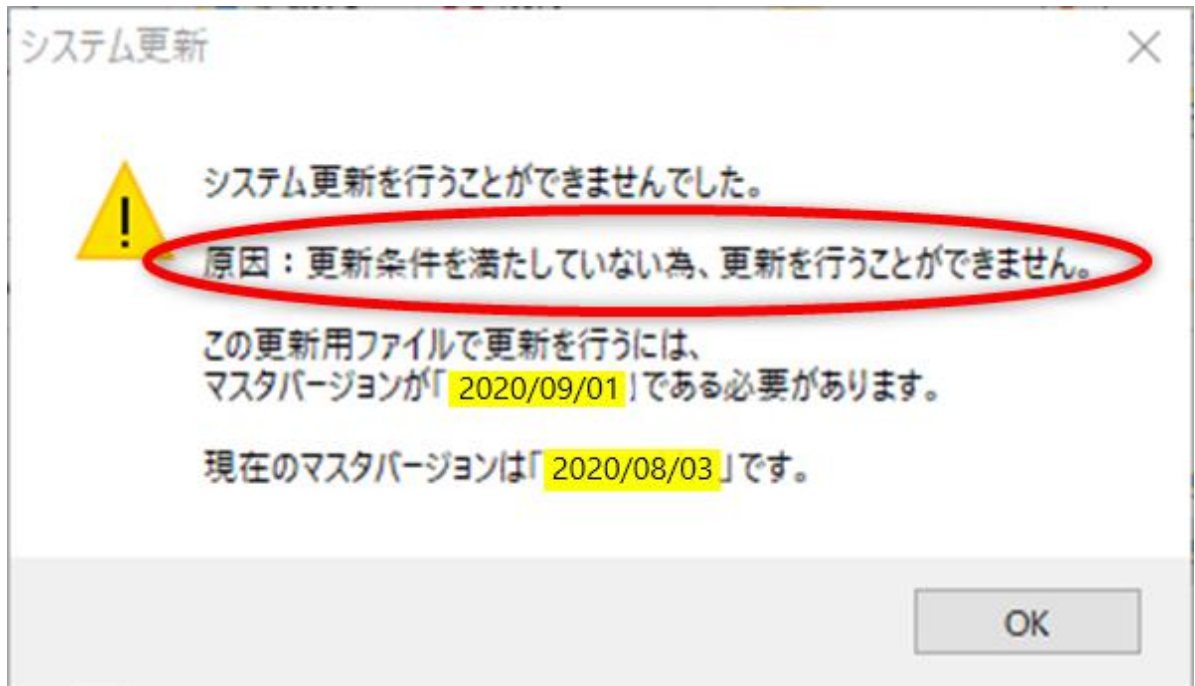 システム更新
システム更新を行うことができませんでした。
原因：更新条件を満たしていない為、更新を行うことができません。
この更新用ファイルで更新を行うには、
マスタバージョンが「2020/09/01」である必要があります。
現在のマスタバージョンは「2020/08/03」です。
OK